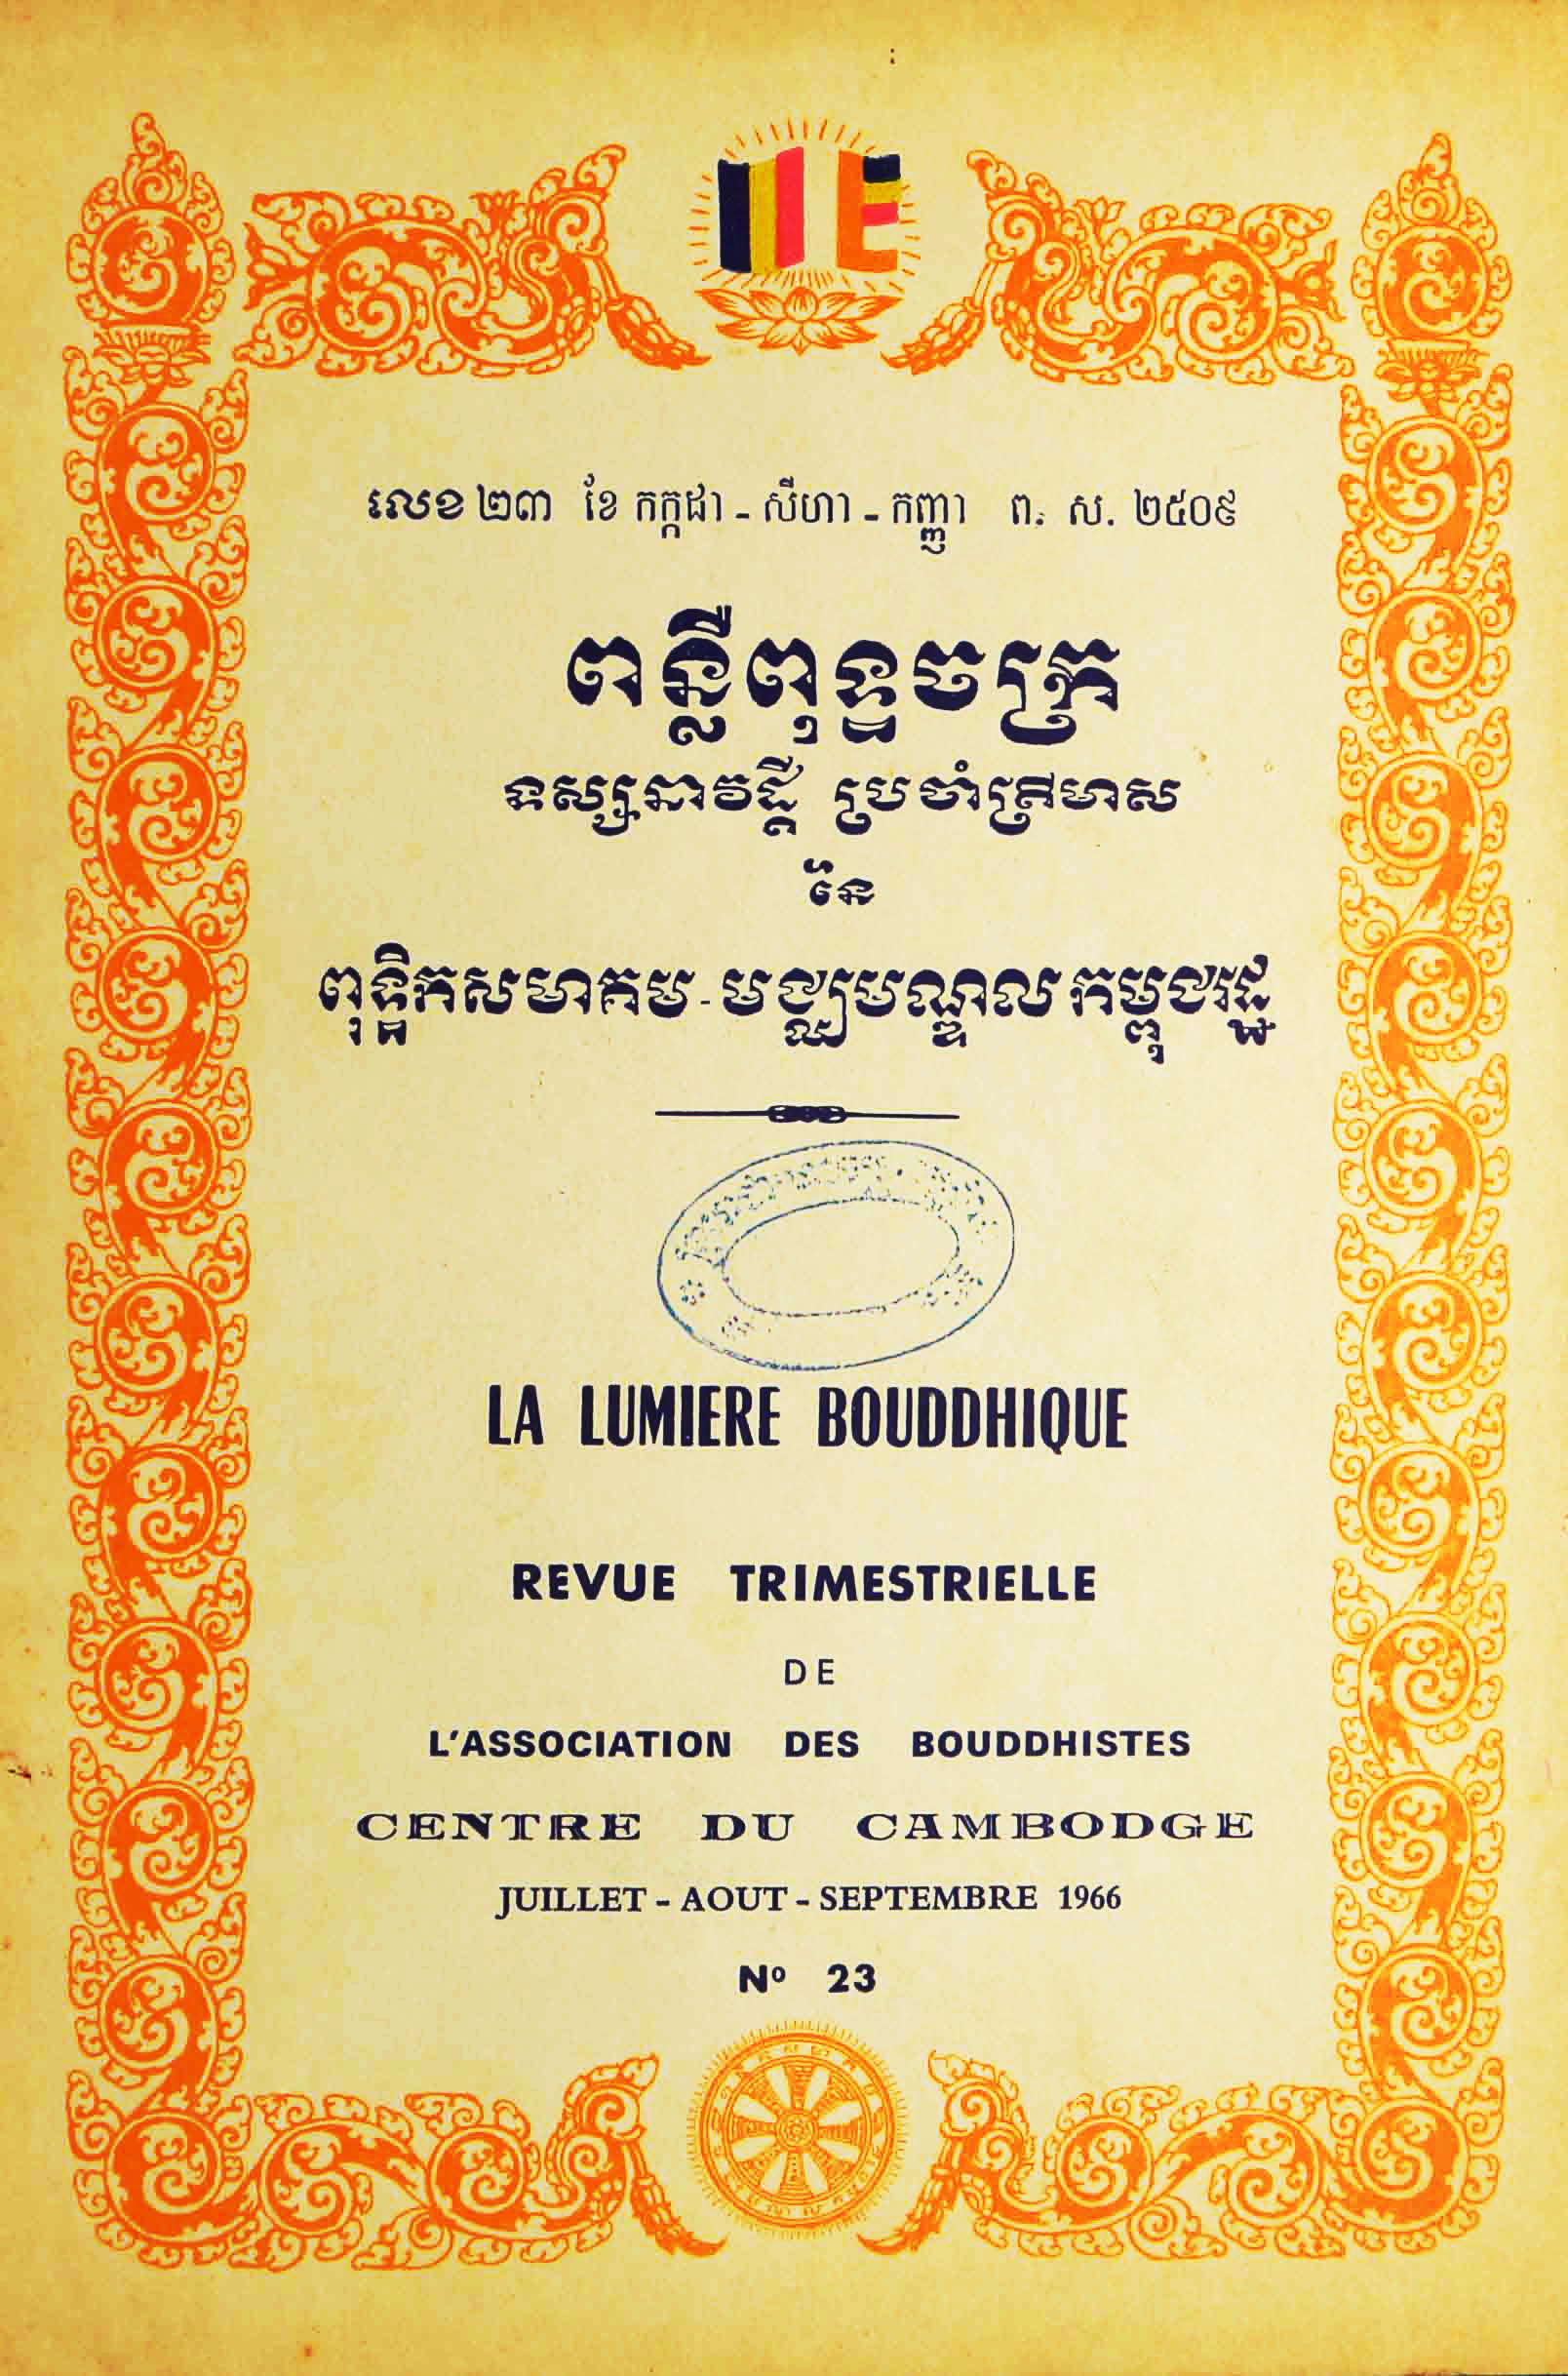 លេខ ២៣ ខែ កក្កដា - សីហា - កញ្ញា ព. ស. ២៥០៩
ពន្លឺពុទ្ធចក្រ
ទស្សនាវដ្ដី ប្រចាំត្រីមាស
នៃ
ពុទ្ធិកសមាគម - មជ្ឈមណ្ឌលកម្ពុជរដ្ឋ
LA LUMIERE BOUDDHIQUE
REVUE TRIMESTRIELLE
DE
L'ASSOCIATION DES BOUDDHISTES
CENTRE DU CAMBODGE
JUILLET - AOUT - SEPTEMBRE 1966
Nº 23